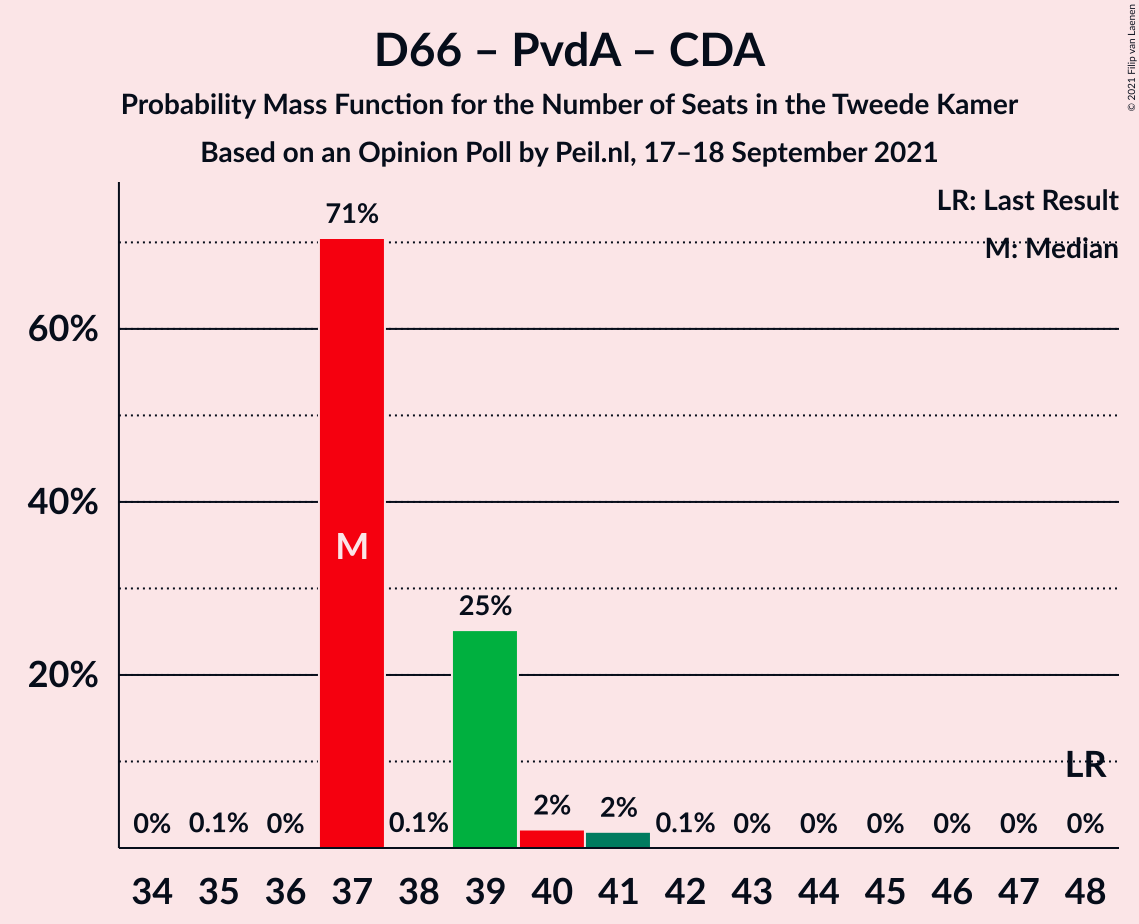 D66 – PvdA – CDA
Probability Mass Function for the Number of Seats in the Tweede Kamer
Based on an Opinion Poll by Peil.nl, 17–18 September 2021
© 2021 Filip van Laenen
LR: Last Result
M: Median
71%
60%
40%
M
25%
20%
LR
0% 0.1% 0% 0.1% 2% 2% 0.1% 0% 0% 0% 0% 0% 0%
34 35 36 37 38 39 40 41 42 43 44 45 46 47 48